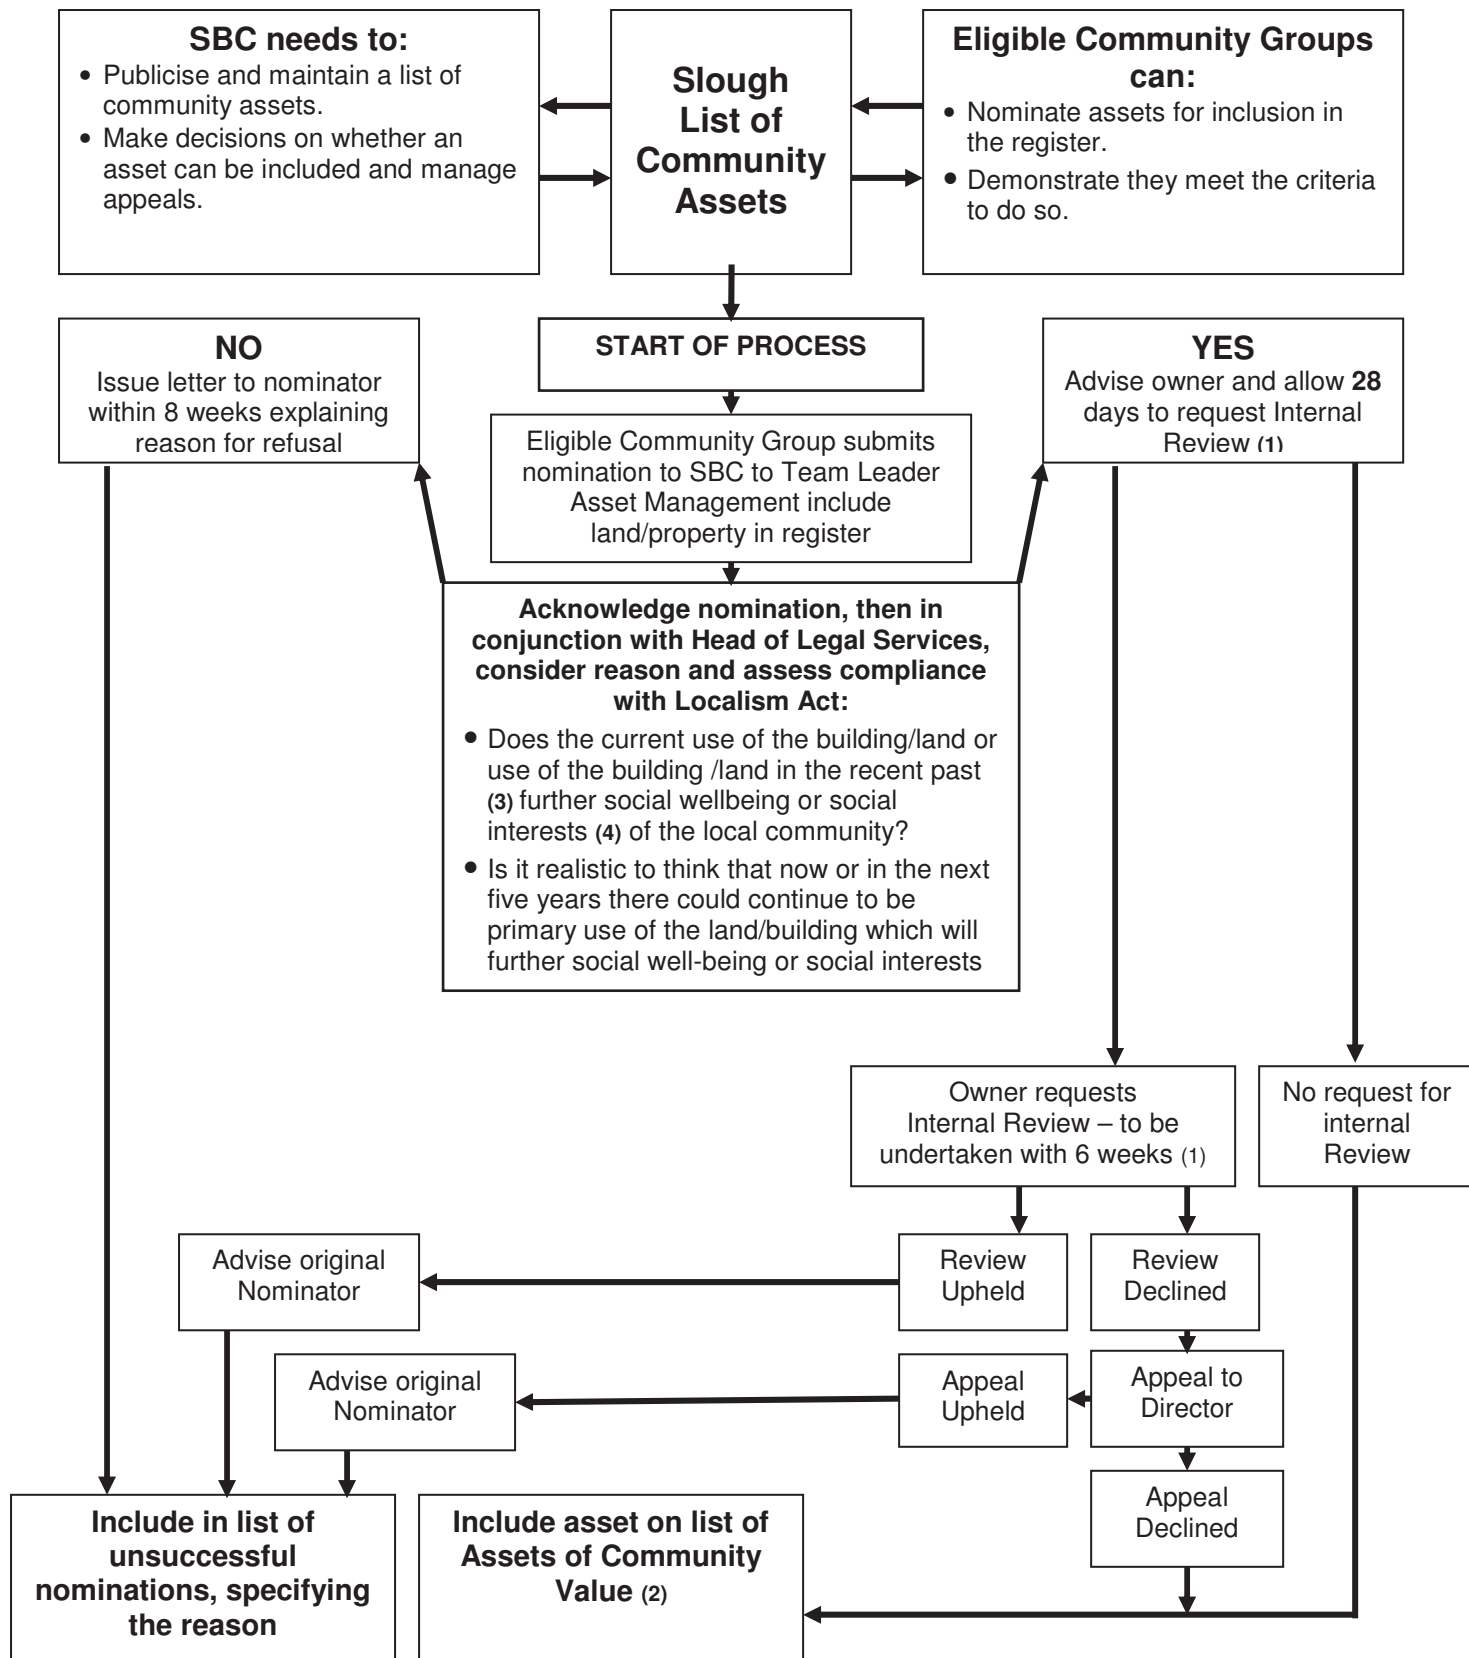 SBC needs to:
• Publicise and maintain a list of
community assets.
• Make decisions on whether an
asset can be included and manage
appeals.
Slough
List of
Community
Assets
Eligible Community Groups
can:
• Nominate assets for inclusion in
the register.
• Demonstrate they meet the criteria
to do so.
NO
Issue letter to nominator
within 8 weeks explaining
reason for refusal
START OF PROCESS
YES
Advise owner and allow 28
days to request Internal
Review (1)
Eligible Community Group submits
nomination to SBC to Team Leader
Asset Management include
land/property in register
Acknowledge nomination, then in
conjunction with Head of Legal Services,
consider reason and assess compliance
with Localism Act:
• Does the current use of the building/land or
use of the building /land in the recent past
(3) further social wellbeing or social
interests (4) of the local community?
• Is it realistic to think that now or in the next
five years there could continue to be
primary use of the land/building which will
further social well-being or social interests
Owner requests
Internal Review – to be
undertaken with 6 weeks (1)
No request for
internal
Review
Advise original
Nominator
Review
Upheld
Review
Declined
Advise original
Nominator
Appeal
Upheld
Appeal to
Director
Appeal
Declined
Include in list of
unsuccessful
nominations, specifying
the reason
Include asset on list of
Assets of Community
Value (2)